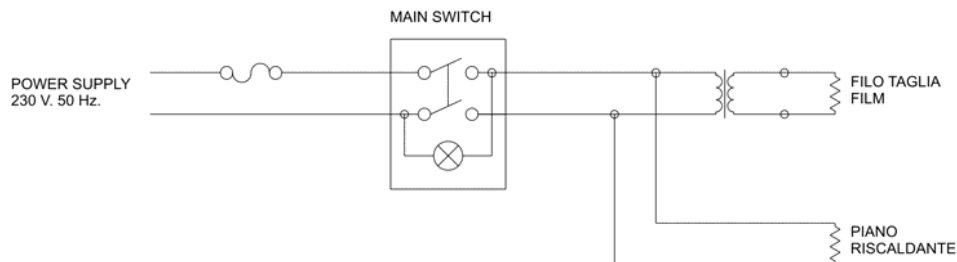 MAIN SWITCH
POWER SUPPLY
230 V. 50 Hz.
FILO TAGLIA
FILM
PIANO
RISCALDANTE